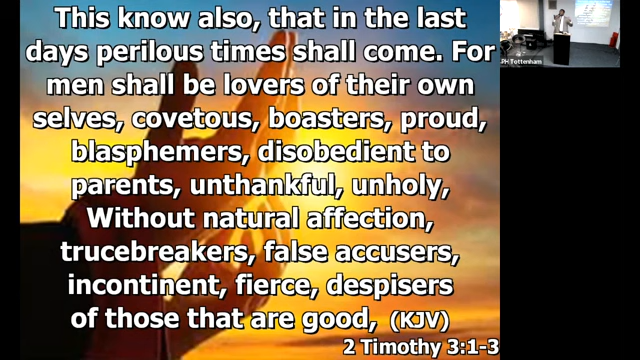 This know also, that in the last
days perilous times shall come. For
men shall be lovers of their own
selves, covetous, boasters, proud,
blasphemers, disobedient to
parents, unthankful, unholy,
Without natural affection,
trucebreakers, false accusers,
incontinent, fierce, despisers
of those that are good, (KJV)
2 Timothy 3:1-3
Tottenham